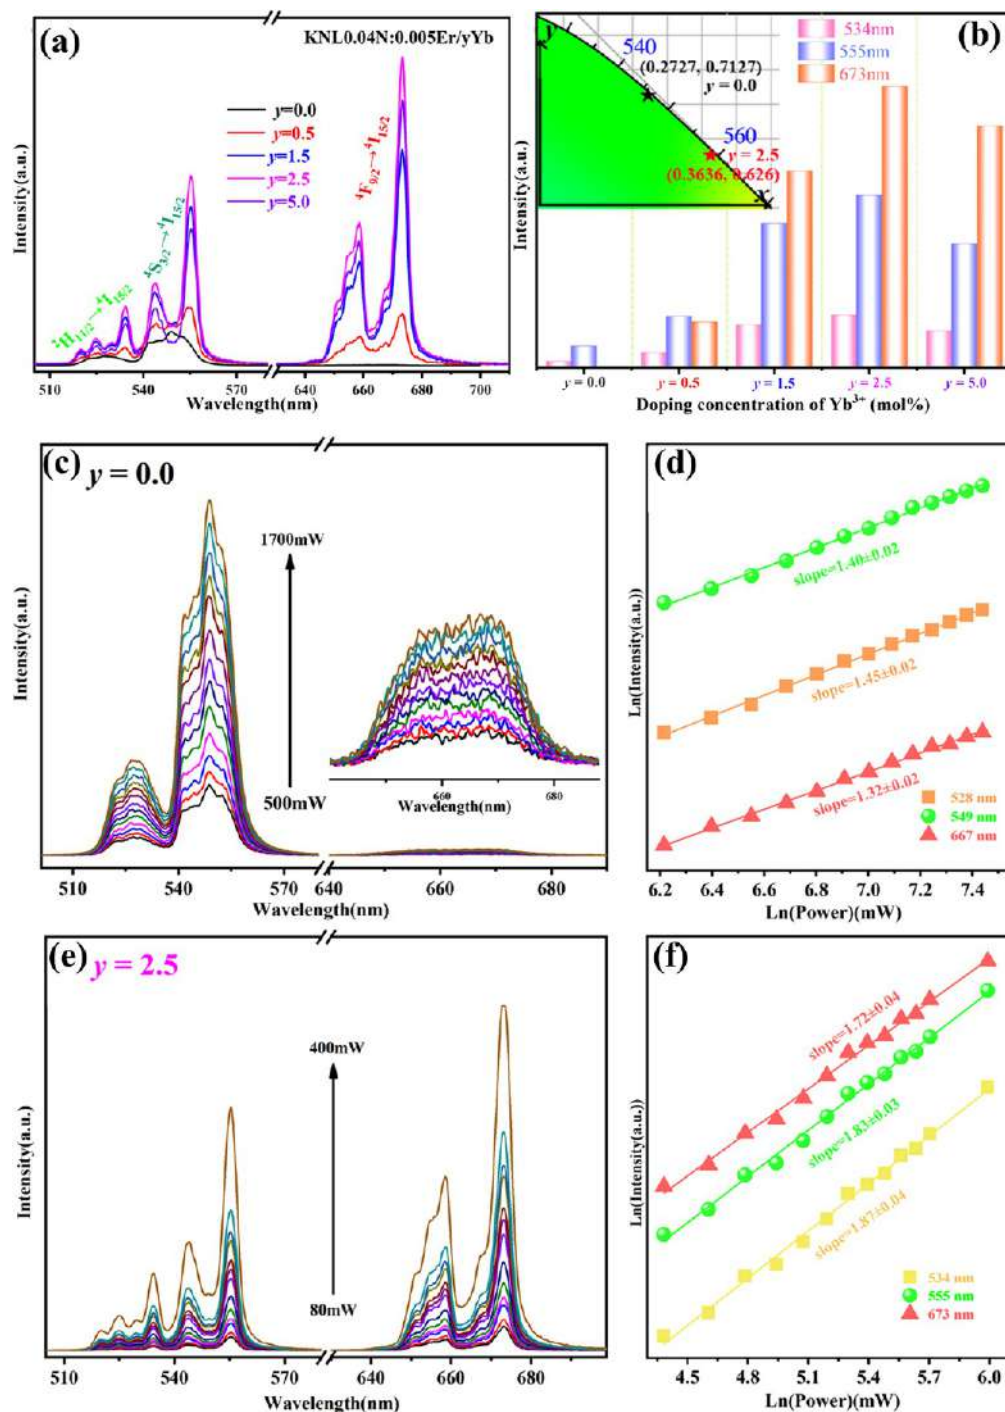 (a)
KNL0.04N:0.005Er/yYb
y=0.0
y=0.5
y=1.5
y=2.5
y=5.0
²H₁₁/₂→⁴I₁₅/₂
⁴S₃/₂→⁴I₁₅/₂
⁴F₉/₂→⁴I₁₅/₂
Intensity(a.u.)
510 540 570 640 660 680 700
Wavelength(nm)
(b)
534nm
555nm
673nm
y
540
(0.2727, 0.7127)
y = 0.0
560
y = 2.5
(0.3636, 0.626)
x
Intensity(a.u.)
y = 0.0 y = 0.5 y = 1.5 y = 2.5 y = 5.0
Doping concentration of Yb³⁺ (mol%)
(c)
y = 0.0
1700mW
500mW
660 680
Wavelength(nm)
Intensity(a.u.)
510 540 570 640 660 680
Wavelength(nm)
(d)
slope=1.40±0.02
slope=1.45±0.02
slope=1.32±0.02
528 nm
549 nm
667 nm
Ln(Intensity(a.u.))
6.2 6.4 6.6 6.8 7.0 7.2 7.4
Ln(Power)(mW)
(e)
y = 2.5
400mW
80mW
Intensity(a.u.)
510 540 570 640 660 680
Wavelength(nm)
(f)
slope=1.72±0.04
slope=1.83±0.03
slope=1.87±0.04
534 nm
555 nm
673 nm
Ln(Intensity(a.u.))
4.5 4.8 5.1 5.4 5.7 6.0
Ln(Power)(mW)